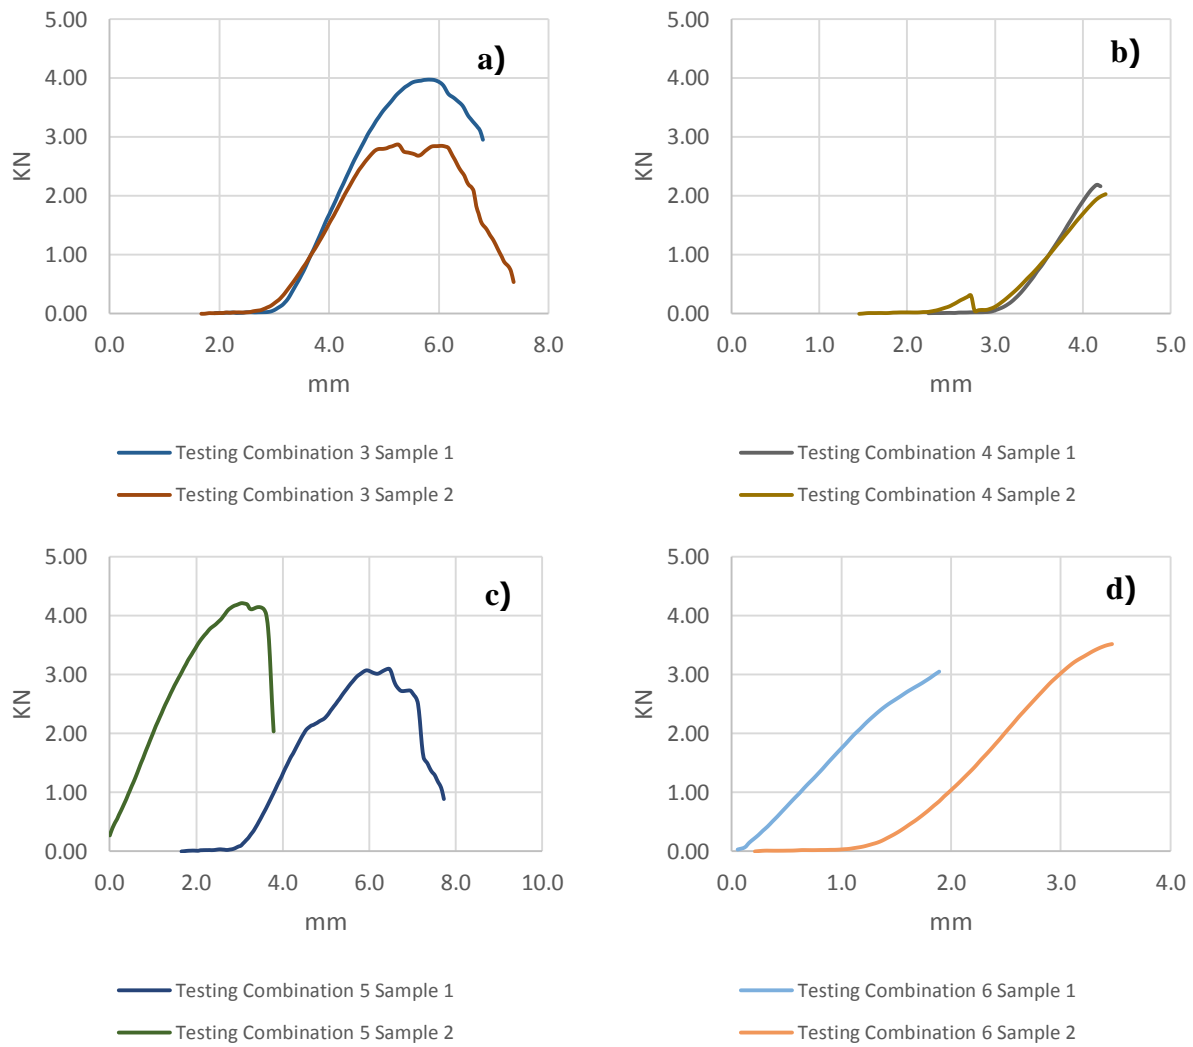 a)
5.00
4.00
3.00
2.00
1.00
0.00
KN
0.0 2.0 4.0 6.0 8.0
mm
Testing Combination 3 Sample 1
Testing Combination 3 Sample 2
b)
5.00
4.00
3.00
2.00
1.00
0.00
KN
0.0 1.0 2.0 3.0 4.0 5.0
mm
Testing Combination 4 Sample 1
Testing Combination 4 Sample 2
c)
5.00
4.00
3.00
2.00
1.00
0.00
KN
0.0 2.0 4.0 6.0 8.0 10.0
mm
Testing Combination 5 Sample 1
Testing Combination 5 Sample 2
d)
5.00
4.00
3.00
2.00
1.00
0.00
KN
0.0 1.0 2.0 3.0 4.0
mm
Testing Combination 6 Sample 1
Testing Combination 6 Sample 2